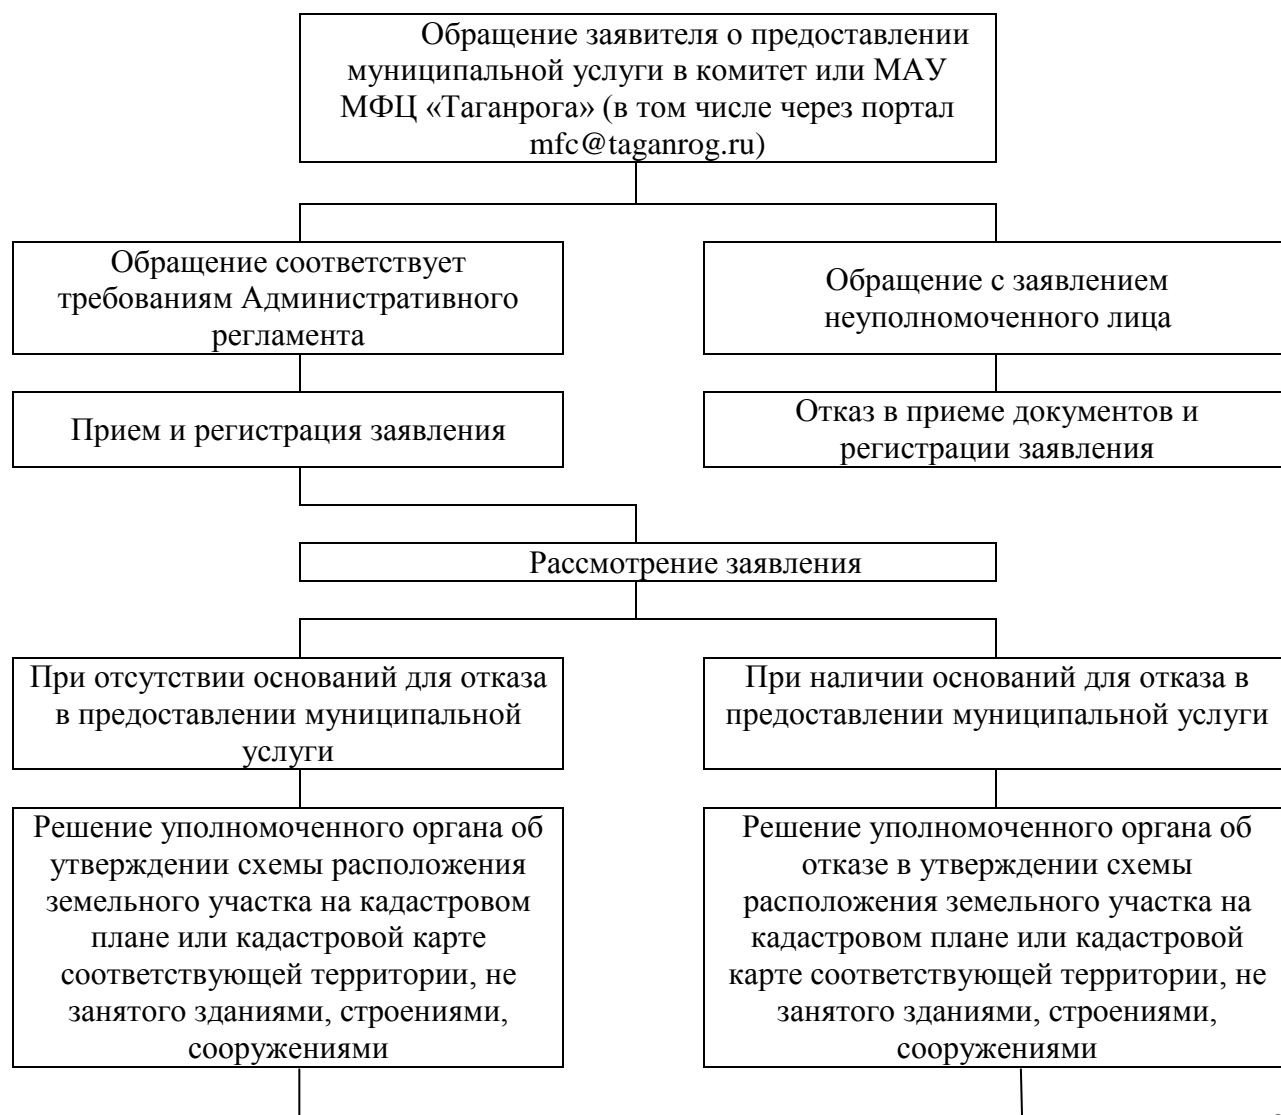 Обращение заявителя о предоставлении
муниципальной услуги в комитет или МАУ
МФЦ «Таганрога» (в том числе через портал
mfc@taganrog.ru)
Обращение соответствует
требованиям Административного
регламента
Обращение с заявлением
неуполномоченного лица
Прием и регистрация заявления
Отказ в приеме документов и
регистрации заявления
Рассмотрение заявления
При отсутствии оснований для отказа
в предоставлении муниципальной
услуги
При наличии оснований для отказа в
предоставлении муниципальной услуги
Решение уполномоченного органа об
утверждении схемы расположения
земельного участка на кадастровом
плане или кадастровой карте
соответствующей территории, не
занятого зданиями, строениями,
сооружениями
Решение уполномоченного органа об
отказе в утверждении схемы
расположения земельного участка на
кадастровом плане или кадастровой
карте соответствующей территории, не
занятого зданиями, строениями,
сооружениями